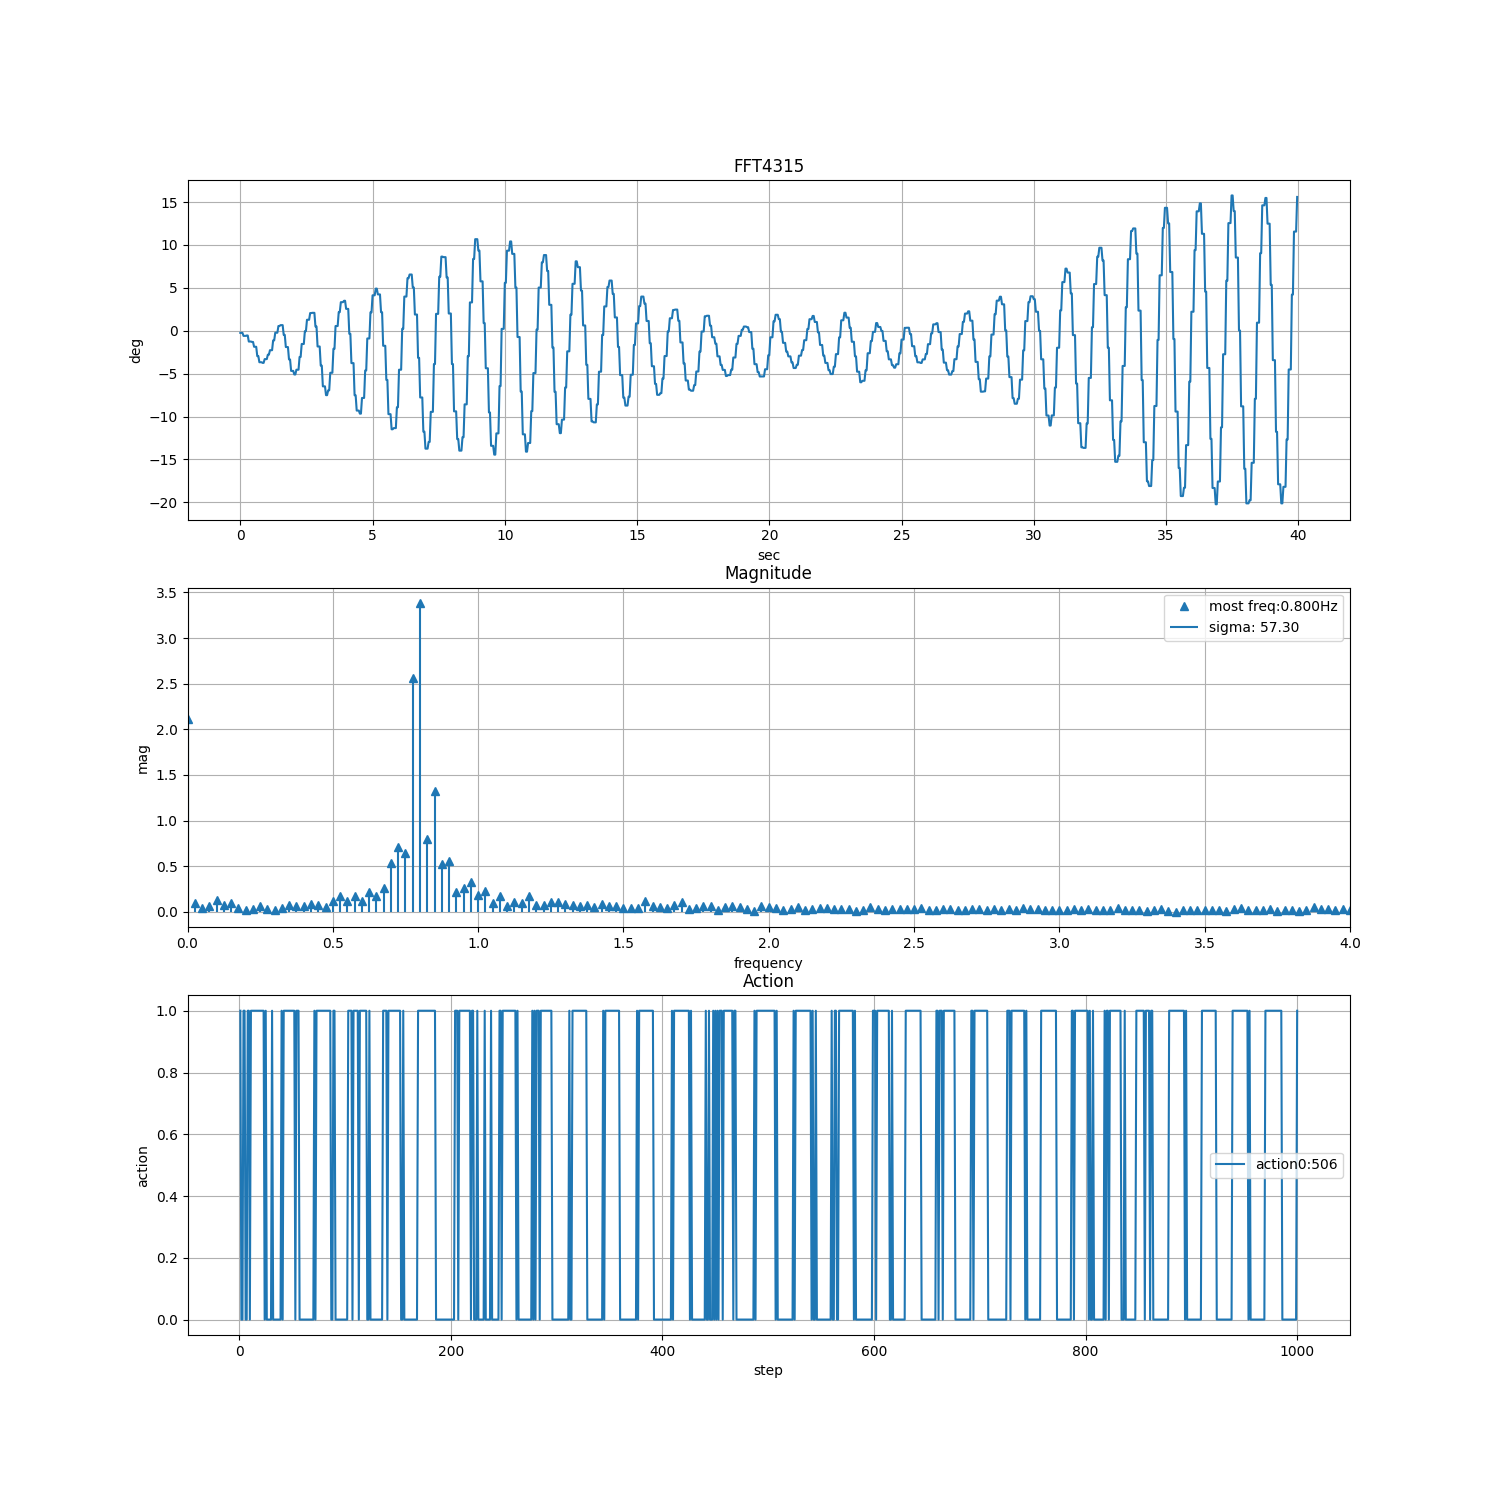 FFT4315
15
10
5
0
−5
−10
−15
−20
deg
0 5 10 15 20 25 30 35 40
sec
Magnitude
3.5
3.0
2.5
2.0
1.5
1.0
0.5
0.0
mag
most freq:0.800Hz
sigma: 57.30
0.0 0.5 1.0 1.5 2.0 2.5 3.0 3.5 4.0
frequency
Action
1.0
0.8
0.6
0.4
0.2
0.0
action
action0:506
0 200 400 600 800 1000
step